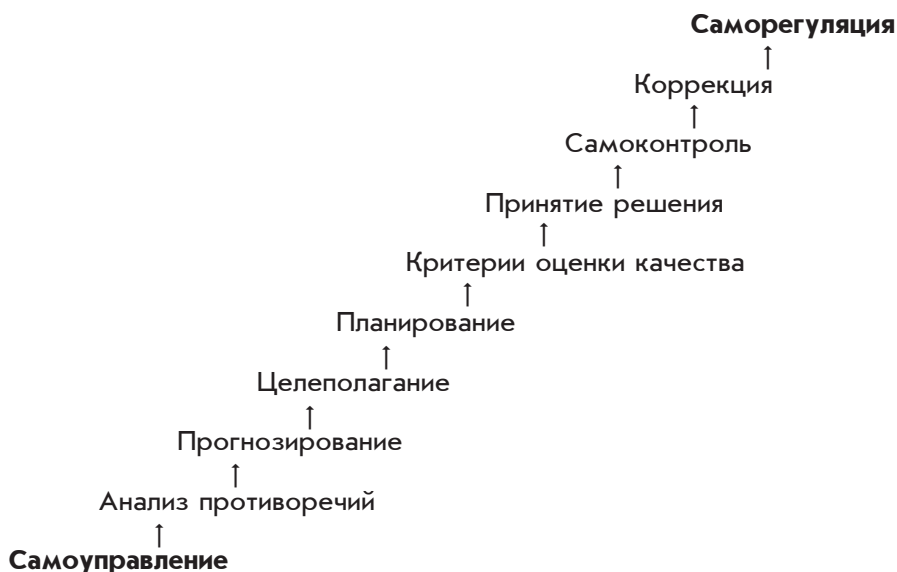 Саморегуляция
Коррекция
Самоконтроль
Принятие решения
Критерии оценки качества
Планирование
Целеполагание
Прогнозирование
Анализ противоречий
Самоуправление